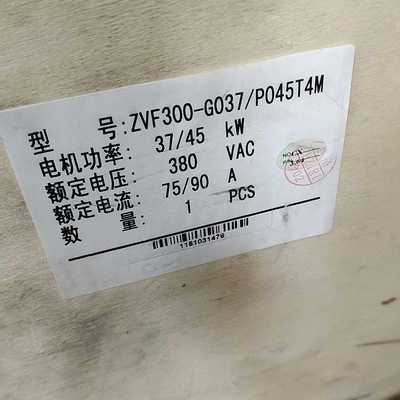 型 号: ZVF300-G037/P045T4M
电机功率: 37/45 kW
额定电压: 380 VAC
额定电流: 75/90 A
数 量: 1 PCS
1161031476